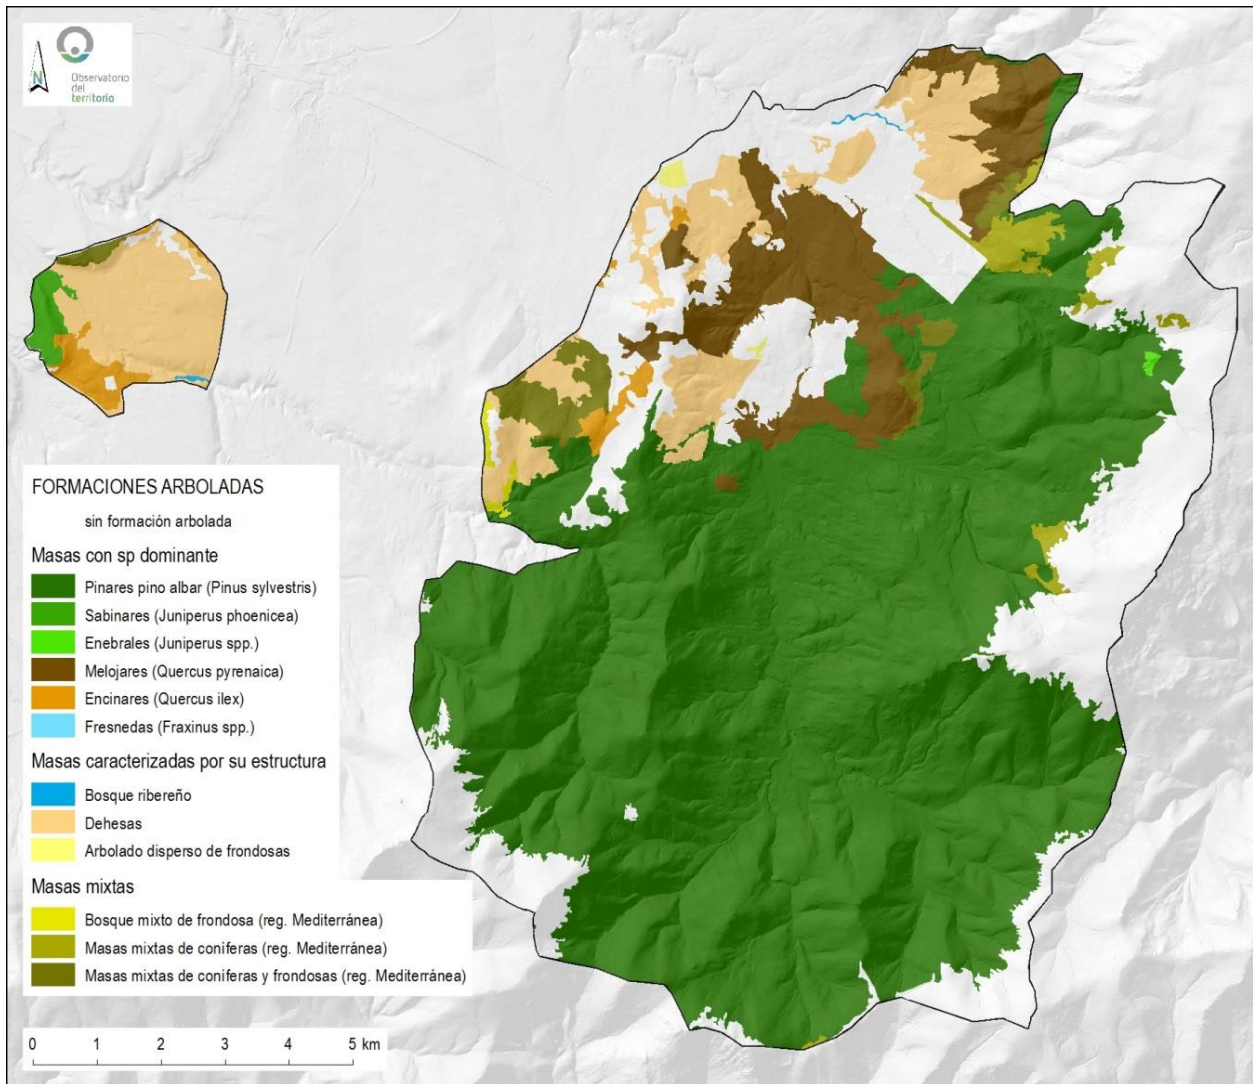 N
Observatorio
del
territorio
FORMACIONES ARBOLADAS
sin formación arbolada
Masas con sp dominante
Pinares pino albar (Pinus sylvestris)
Sabinares (Juniperus phoenicea)
Enebrales (Juniperus spp.)
Melojares (Quercus pyrenaica)
Encinares (Quercus ilex)
Fresnedas (Fraxinus spp.)
Masas caracterizadas por su estructura
Bosque ribereño
Dehesas
Arbolado disperso de frondosas
Masas mixtas
Bosque mixto de frondosa (reg. Mediterránea)
Masas mixtas de coníferas (reg. Mediterránea)
Masas mixtas de coníferas y frondosas (reg. Mediterránea)
0 1 2 3 4 5 km